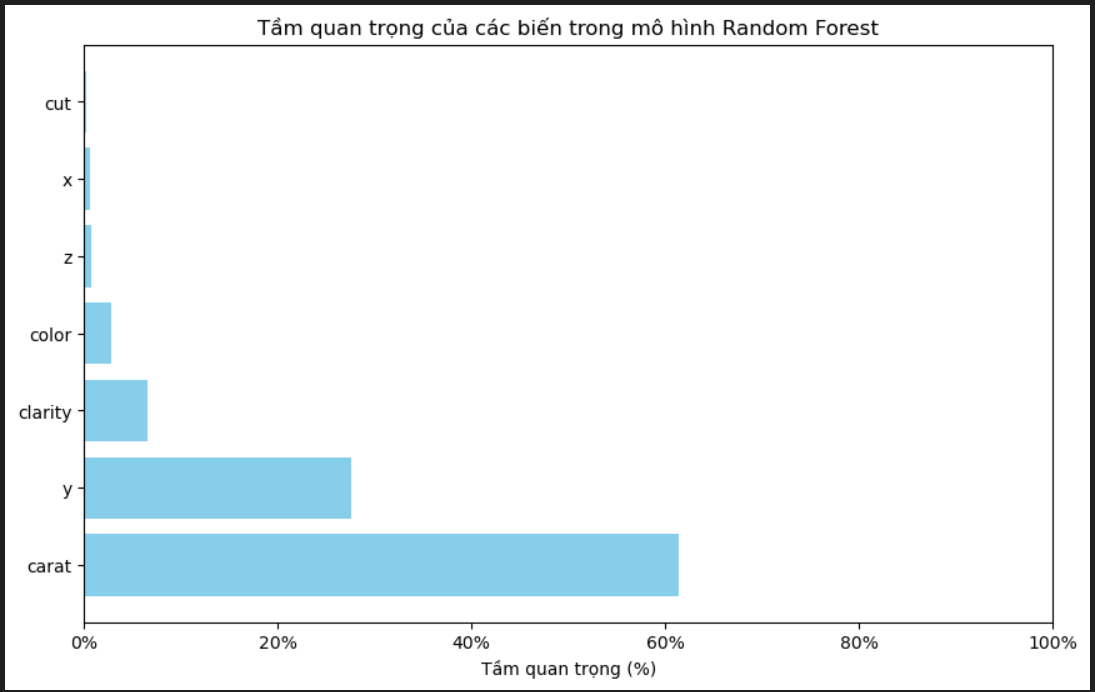 Tầm quan trọng của các biến trong mô hình Random Forest
cut
x
z
color
clarity
y
carat
0% 20% 40% 60% 80% 100%
Tầm quan trọng (%)